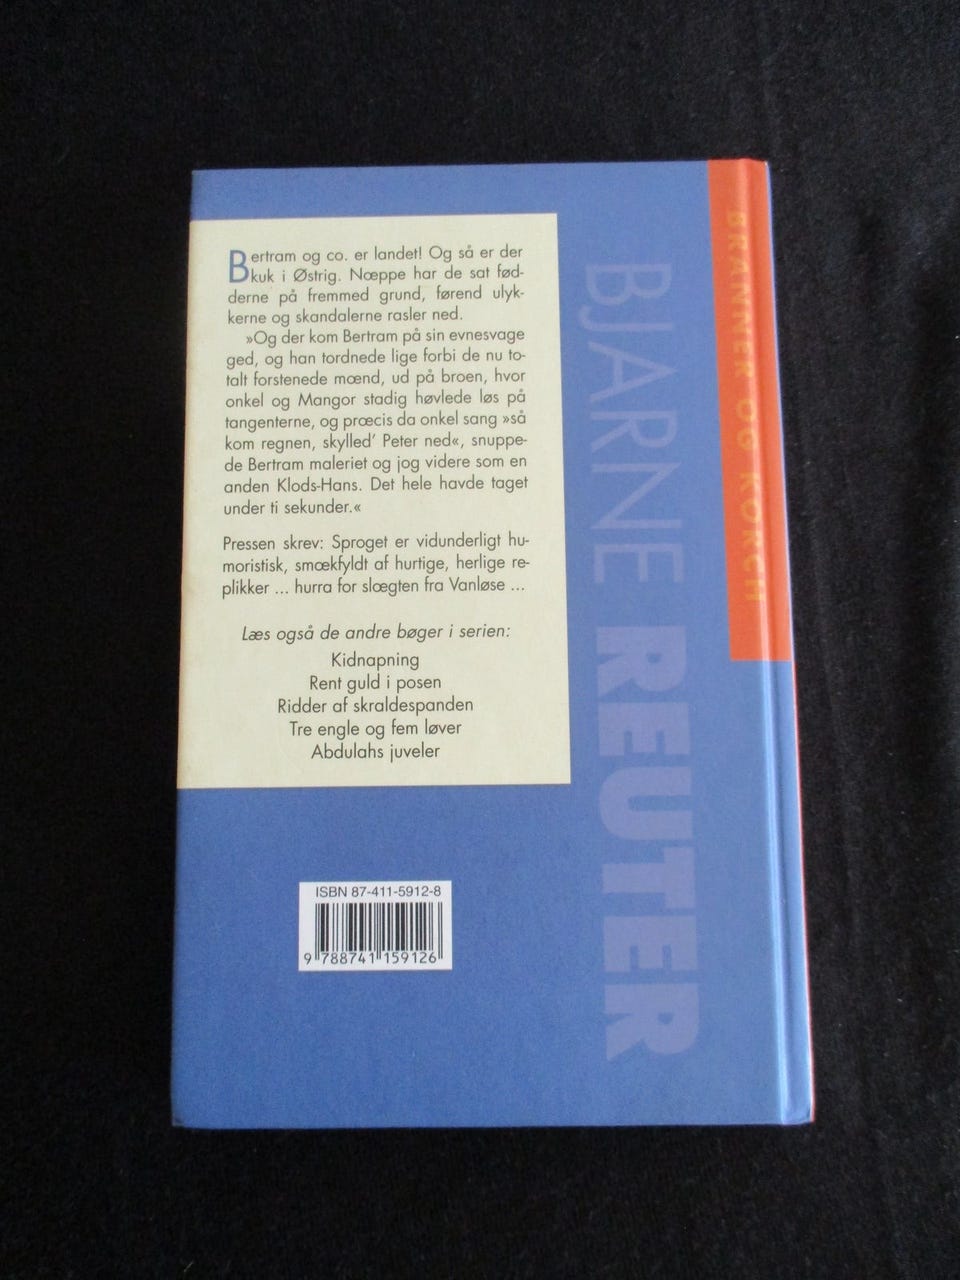 Bertram og co. er landet! Og så er der
kuk i Østrig. Næppe har de sat fød-
derne på fremmed grund, førend ulyk-
kerne og skandalerne rasler ned.
»Og der kom Bertram på sin evnesvage
ged, og han tordnede lige forbi de nu to-
talt forstenede mænd, ud på broen, hvor
onkel og Mangor stadig høvlede løs på
tangenterne, og præcis da onkel sang »så
kom regnen, skylled' Peter ned«, snuppe-
de Bertram maleriet og jog videre som en
anden Klods-Hans. Det hele havde taget
under ti sekunder.«
Pressen skrev: Sproget er vidunderligt hu-
moristisk, smækfyldt af hurtige, herlige re-
plikker ... hurra for slægten fra Vanløse ...
Læs også de andre bøger i serien:
Kidnapning
Rent guld i posen
Ridder af skraldespanden
Tre engle og fem løver
Abdulahs juveler
ISBN 87-411-5912-8
9 788741 159126
BJARNE REUTER
BRANNER OG KORCH